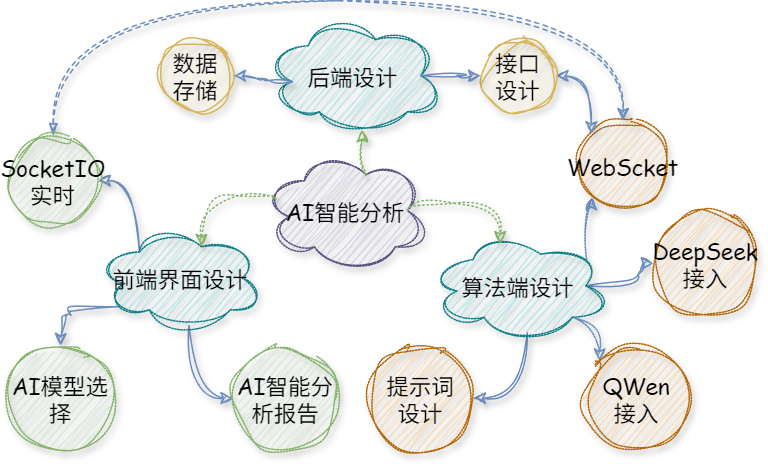 数据
存储
后端设计
接口
设计
SocketIO
实时
AI智能分析
WebScket
前端界面设计
算法端设计
DeepSeek
接入
AI模型选
择
AI智能分
析报告
提示词
设计
QWen
接入